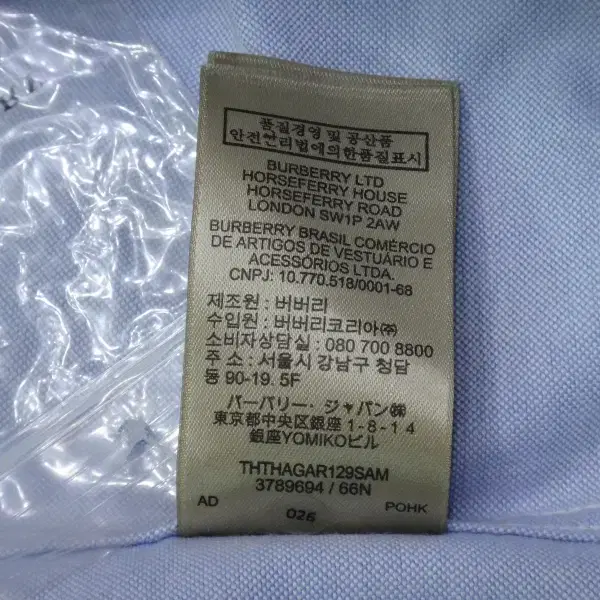 품질경영 및 공산품
안전관리법에의한품질표시
BURBERRY LTD
HORSEFERRY HOUSE
HORSEFERRY ROAD
LONDON SW1P 2AW
BURBERRY BRASIL COMÉRCIO
DE ARTIGOS DE VESTUÁRIO E
ACESSÓRIOS LTDA.
CNPJ: 10.770.518/0001-68
제조원 : 버버리
수입원 : 버버리코리아㈜
소비자상담실 : 080 700 8800
주 소 : 서울시 강남구 청담
동 90-19. 5F
バーバリー・ジャパン㈱
東京都中央区銀座 1-8-14
銀座YOMIKOビル
THTHAGAR129SAM
3789694 / 66N
AD 026 POHK